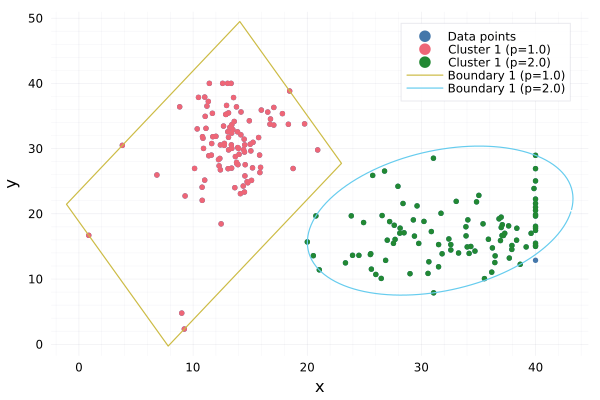 50
40
30
20
10
0
y
0 10 20 30 40
x
Data points
Cluster 1 (p=1.0)
Cluster 1 (p=2.0)
Boundary 1 (p=1.0)
Boundary 1 (p=2.0)